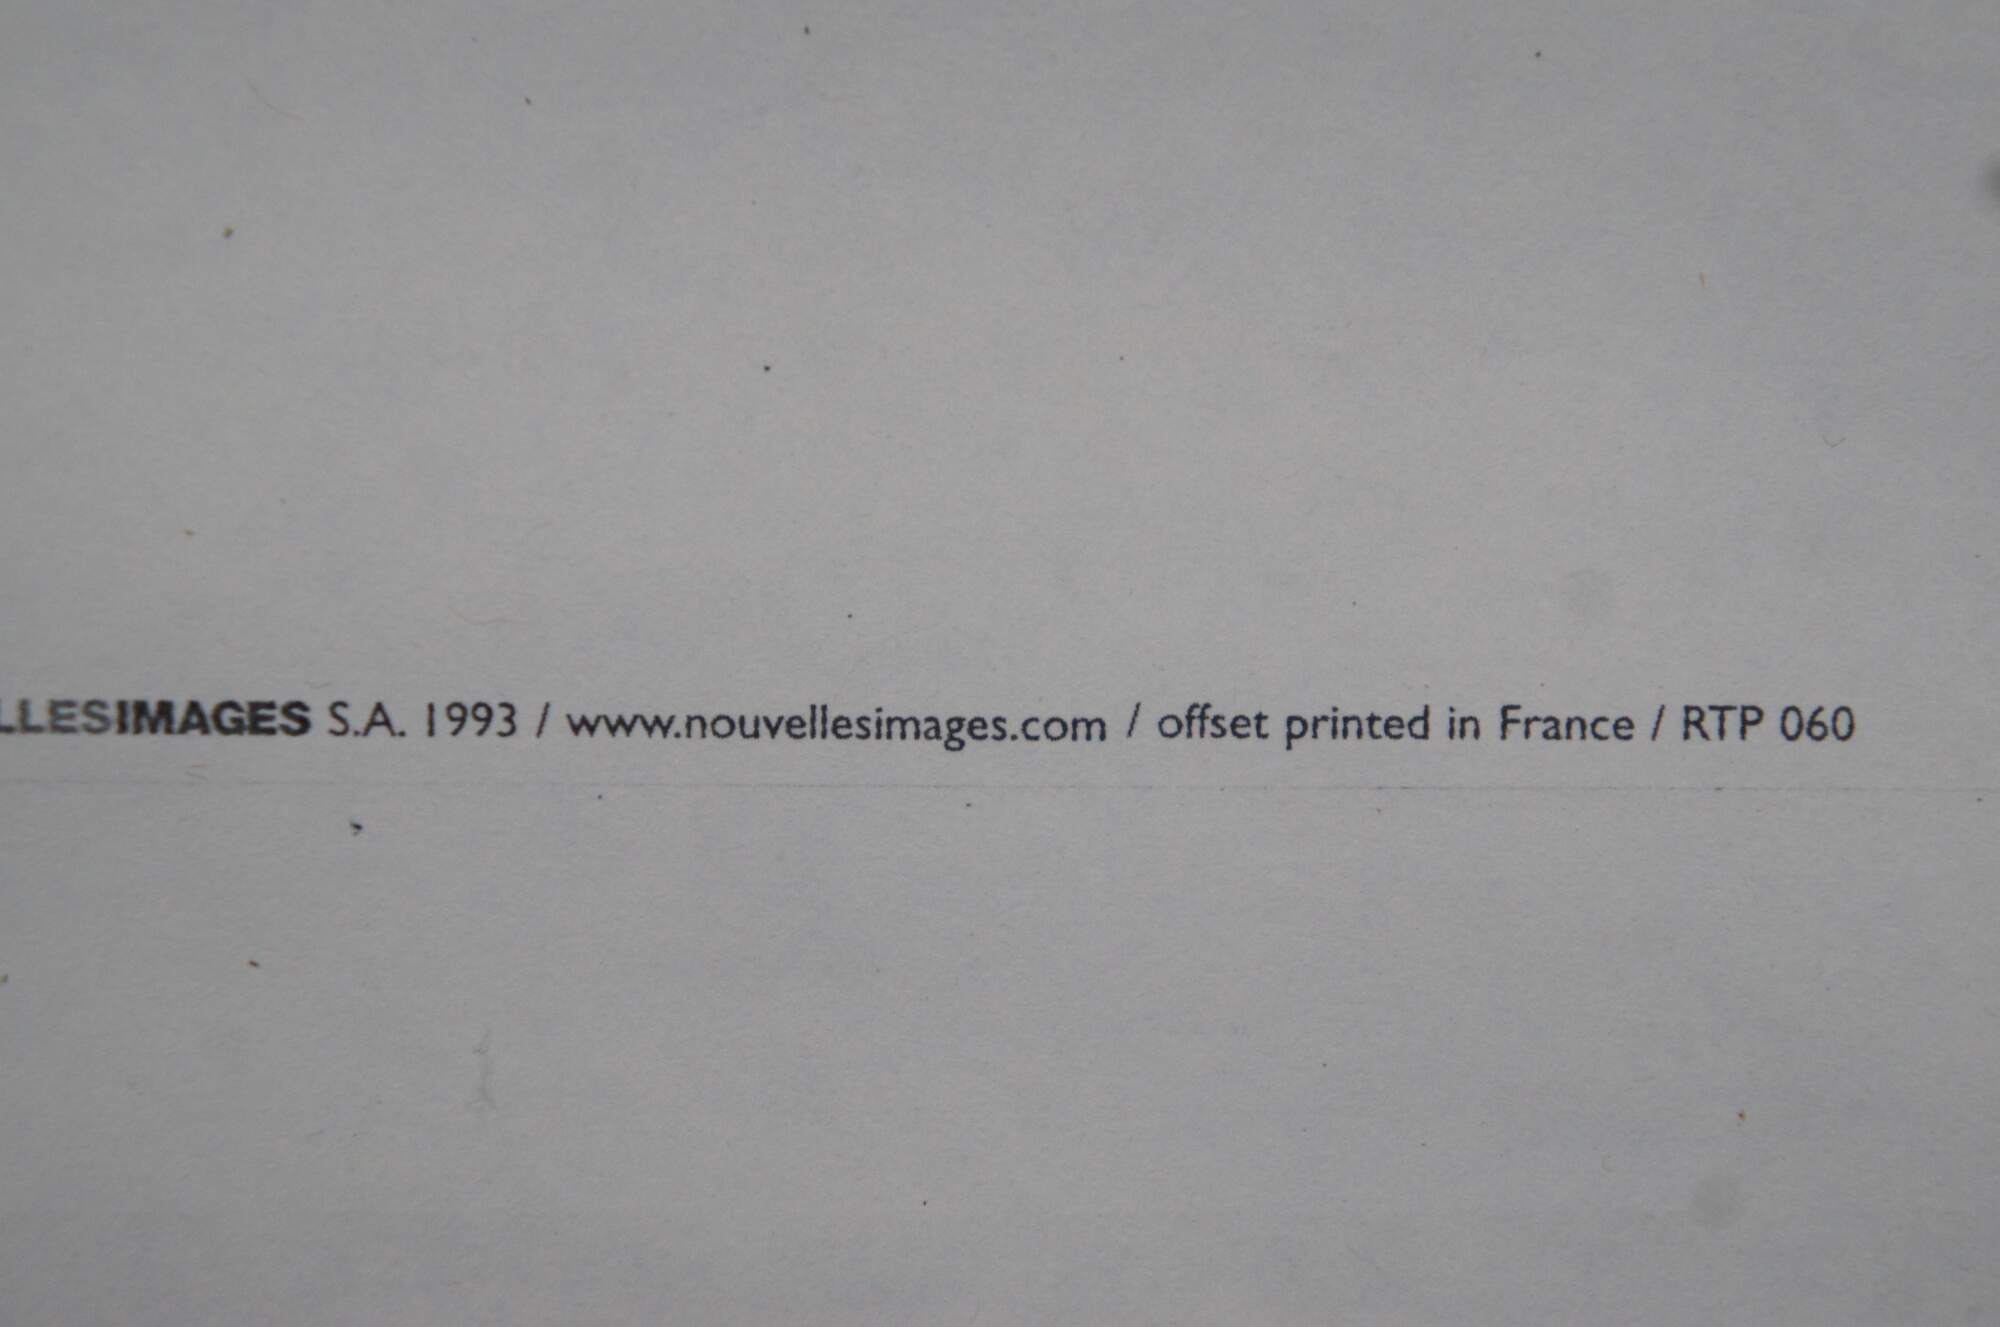 LLESIMAGES S.A. 1993 / www.nouvellesimages.com / offset printed in France / RTP 060